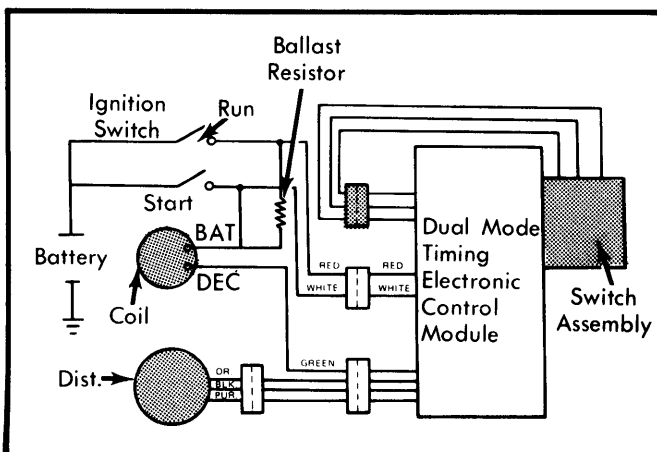 Ballast
Resistor
Ignition
Switch
Run
Start
BAT
Battery
DEC
Coil
RED RED
WHITE WHITE
Dual Mode
Timing
Electronic
Control
Module
Switch
Assembly
GREEN
Dist.
OR
BLK
PUR